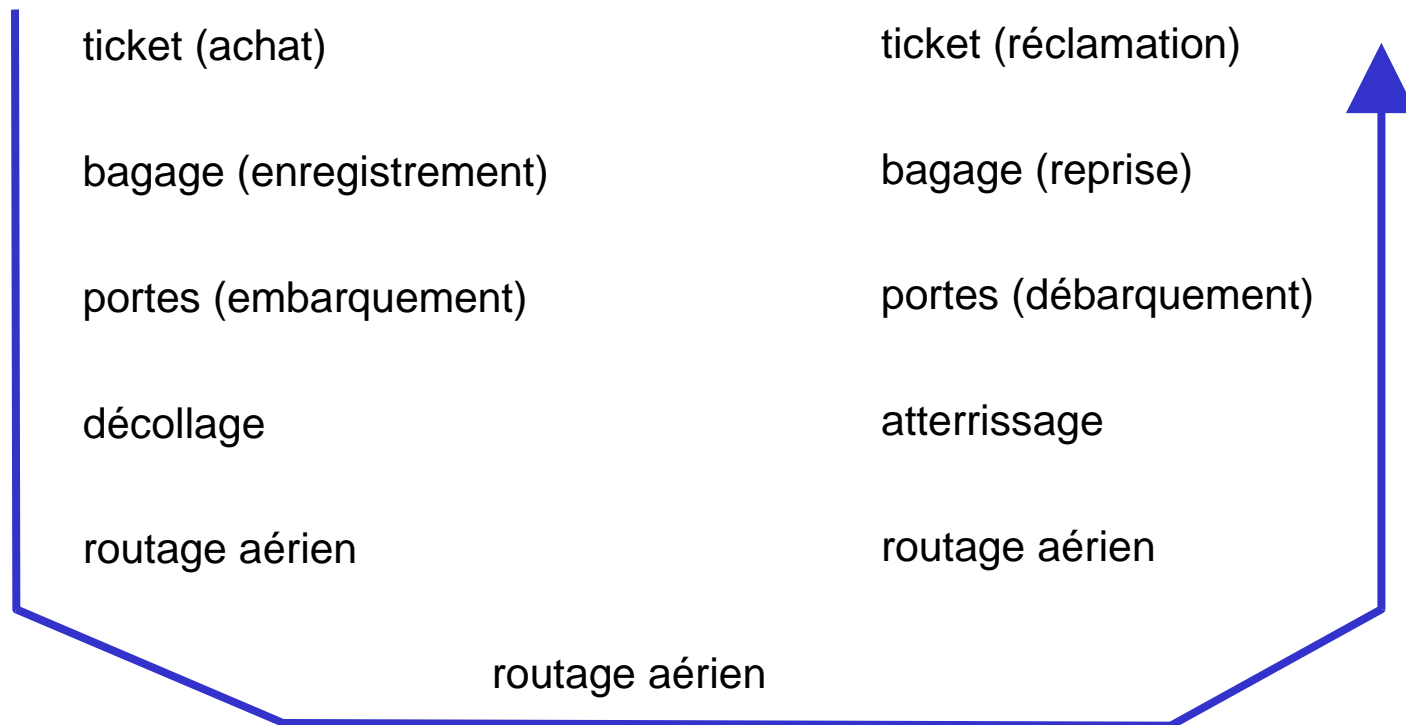 ticket (achat)
bagage (enregistrement)
portes (embarquement)
décollage
routage aérien
ticket (réclamation)
bagage (reprise)
portes (débarquement)
atterrissage
routage aérien
routage aérien